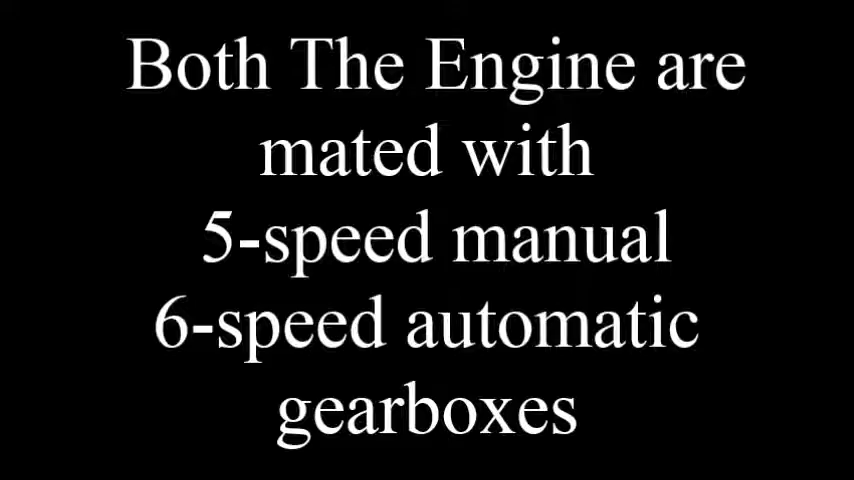 Both The Engine are
mated with
5-speed manual
6-speed automatic
gearboxes